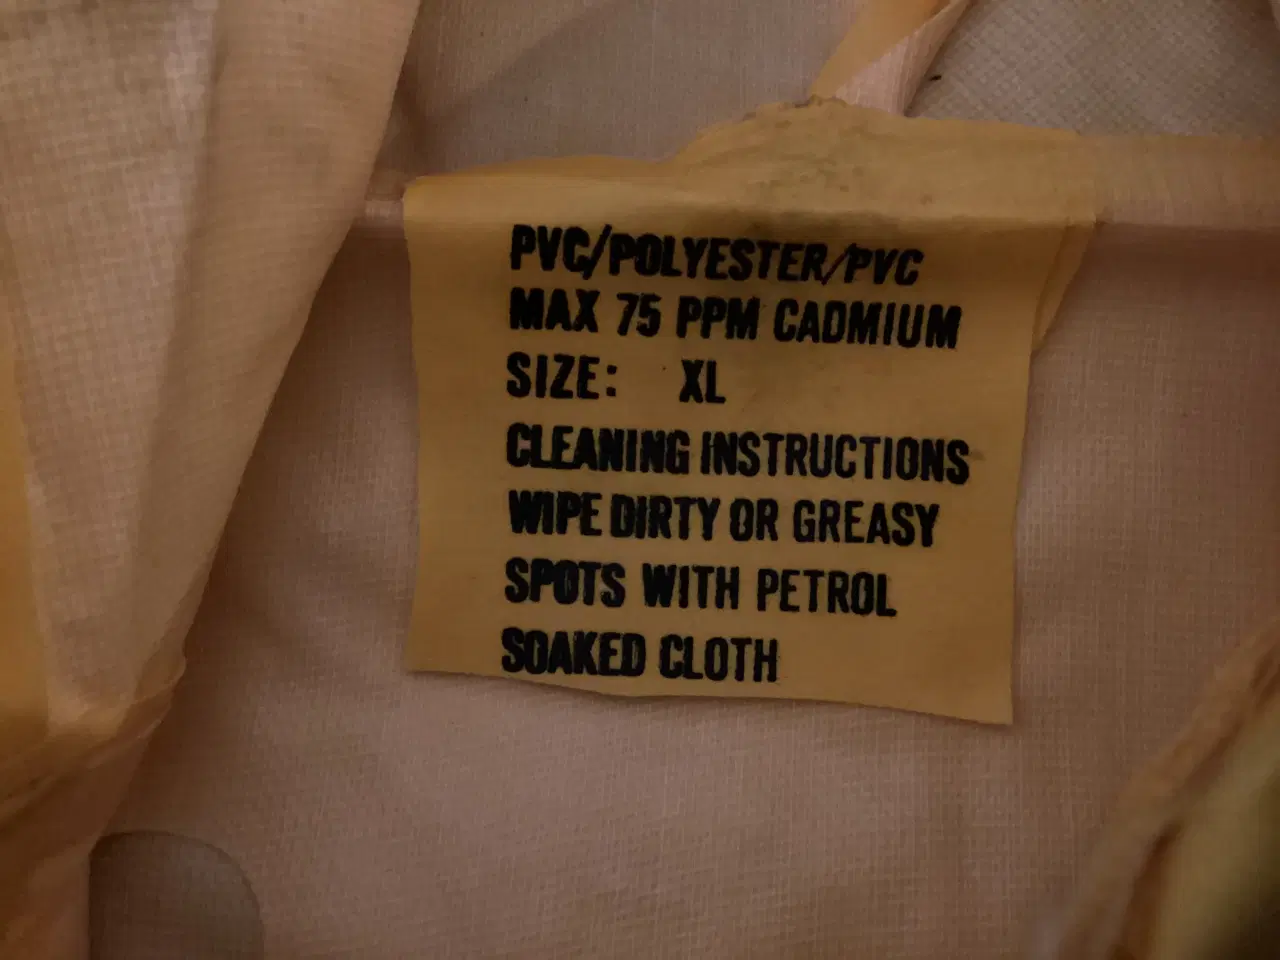 PVC/POLYESTER/PVC
MAX 75 PPM CADMIUM
SIZE: XL
CLEANING INSTRUCTIONS
WIPE DIRTY OR GREASY
SPOTS WITH PETROL
SOAKED CLOTH